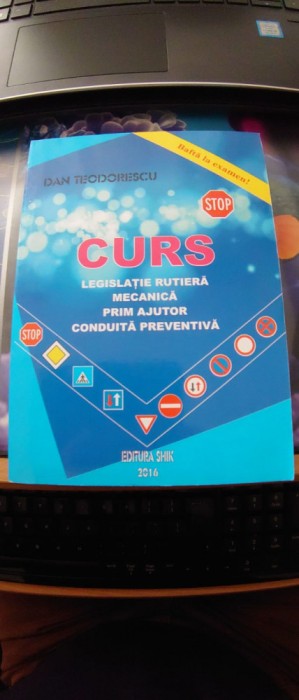 Baftă la examen!
DAN TEODORESCU
STOP
CURS
LEGISLAȚIE RUTIERĂ
MECANICĂ
PRIM AJUTOR
CONDUITĂ PREVENTIVĂ
STOP
EDITURA SHIK
2016